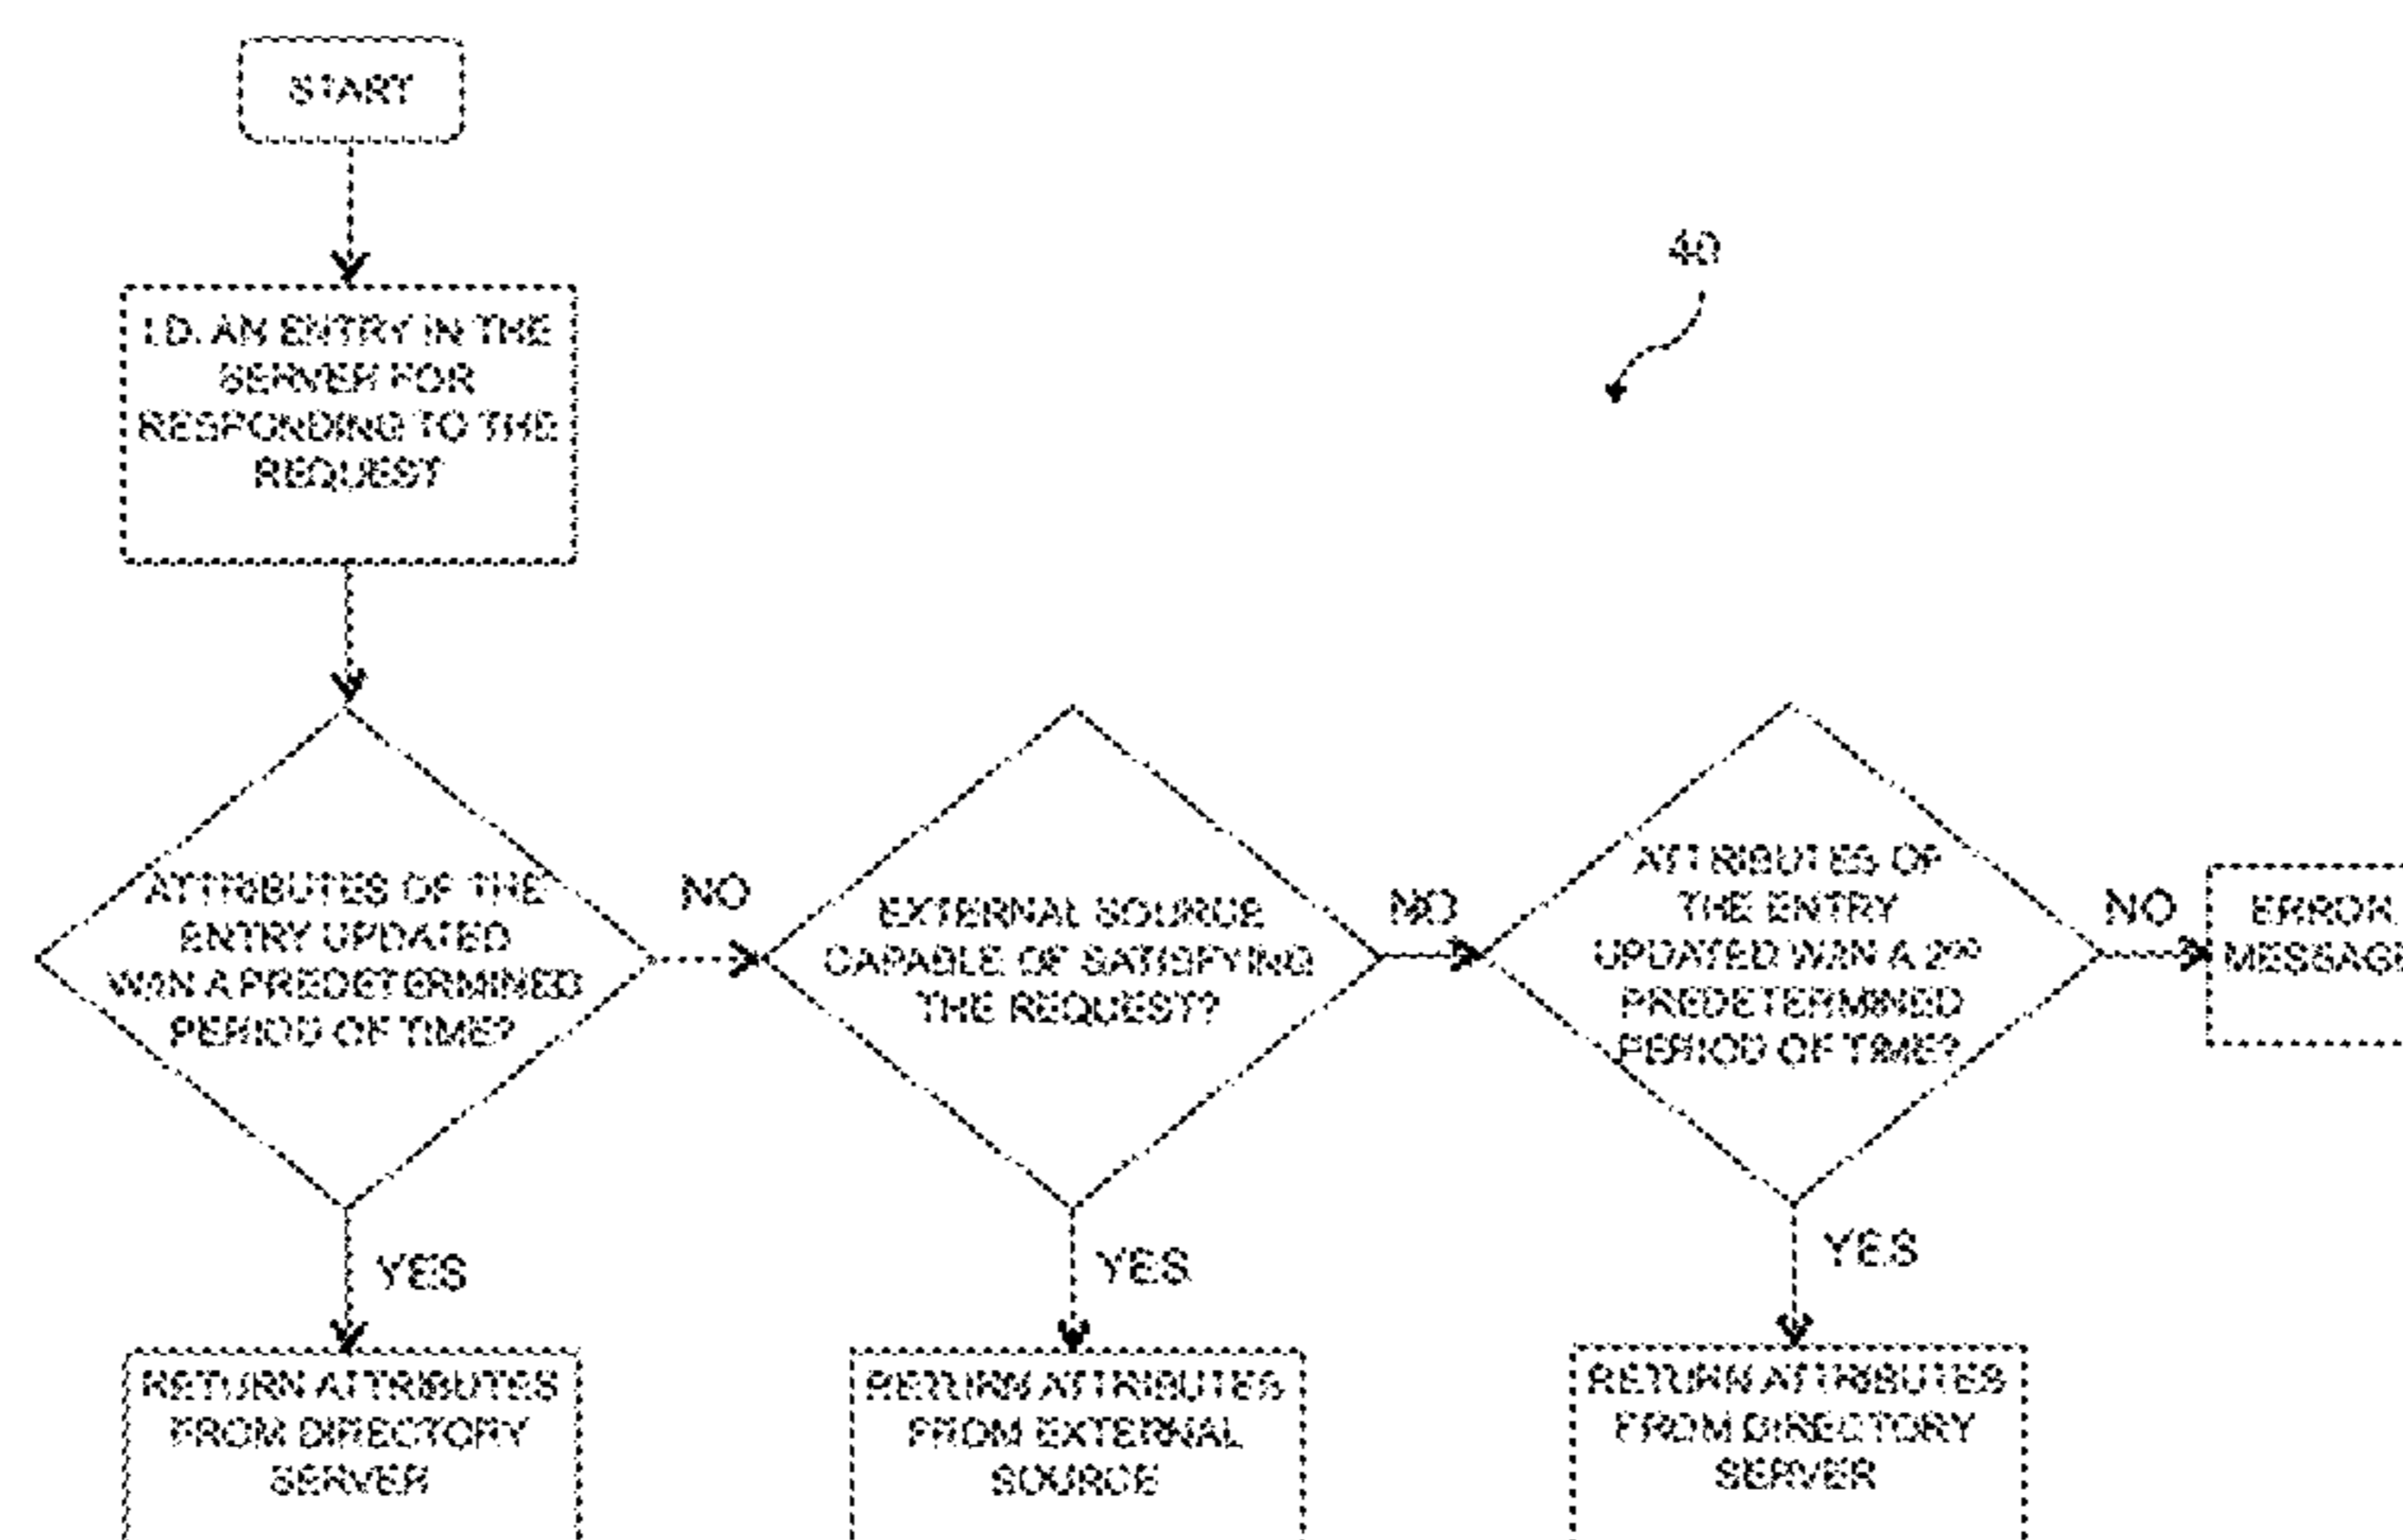 START
40
I.D. AN ENTRY IN THE
SERVER FOR
RESPONDING TO THE
REQUEST
ATTRIBUTES OF THE
ENTRY UPDATED
W/IN A PREDETERMINED
PERIOD OF TIME?
NO
EXTERNAL SOURCE
CAPABLE OF SATISFYING
THE REQUEST?
NO
ATTRIBUTES OF
THE ENTRY
UPDATED W/IN A 2ND
PREDETERMINED
PERIOD OF TIME?
NO
ERROR
MESSAGE
YES
YES
YES
RETURN ATTRIBUTES
FROM DIRECTORY
SERVER
RETURN ATTRIBUTES
FROM EXTERNAL
SOURCE
RETURN ATTRIBUTES
FROM DIRECTORY
SERVER